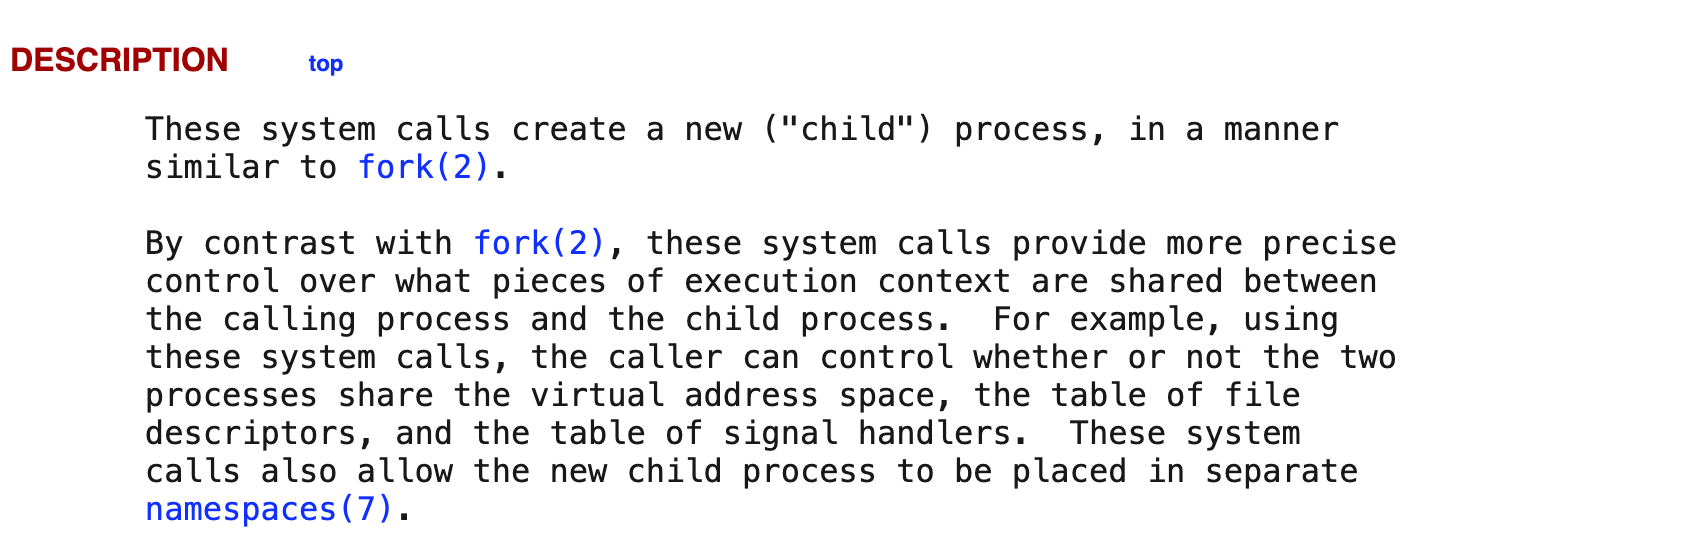 DESCRIPTION top
These system calls create a new ("child") process, in a manner
similar to fork(2).
By contrast with fork(2), these system calls provide more precise
control over what pieces of execution context are shared between
the calling process and the child process.  For example, using
these system calls, the caller can control whether or not the two
processes share the virtual address space, the table of file
descriptors, and the table of signal handlers.  These system
calls also allow the new child process to be placed in separate
namespaces(7).